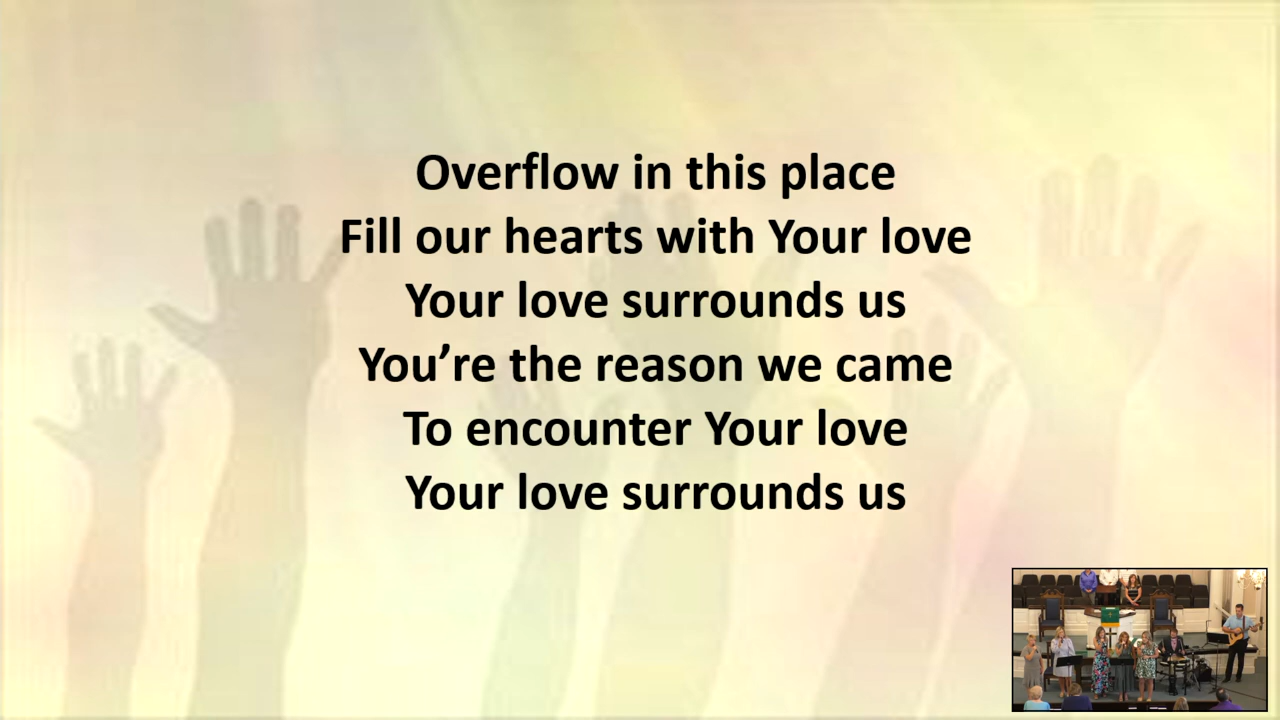 Overflow in this place
Fill our hearts with Your love
Your love surrounds us
You’re the reason we came
To encounter Your love
Your love surrounds us